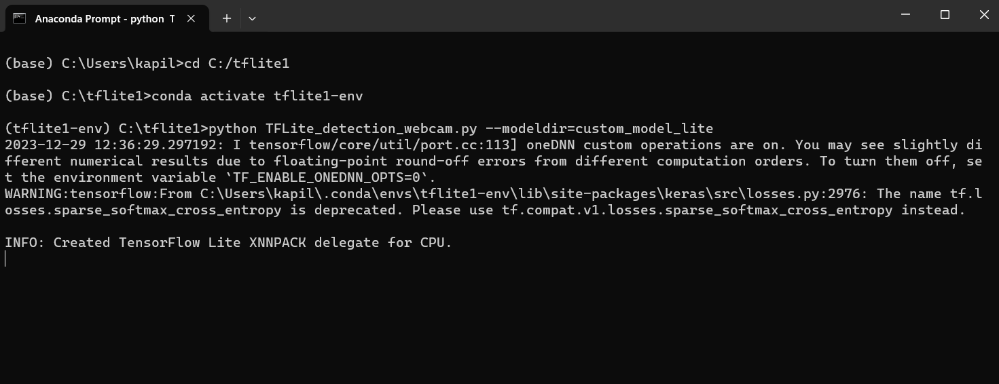 Anaconda Prompt - python T
(base) C:\Users\kapil>cd C:/tflite1
(base) C:\tflite1>conda activate tflite1-env
(tflite1-env) C:\tflite1>python TFLite_detection_webcam.py --modeldir=custom_model_lite
2023-12-29 12:36:29.297192: I tensorflow/core/util/port.cc:113] oneDNN custom operations are on. You may see slightly di
fferent numerical results due to floating-point round-off errors from different computation orders. To turn them off, se
t the environment variable `TF_ENABLE_ONEDNN_OPTS=0`.
WARNING:tensorflow:From C:\Users\kapil\.conda\envs\tflite1-env\lib\site-packages\keras\src\losses.py:2976: The name tf.l
osses.sparse_softmax_cross_entropy is deprecated. Please use tf.compat.v1.losses.sparse_softmax_cross_entropy instead.
INFO: Created TensorFlow Lite XNNPACK delegate for CPU.